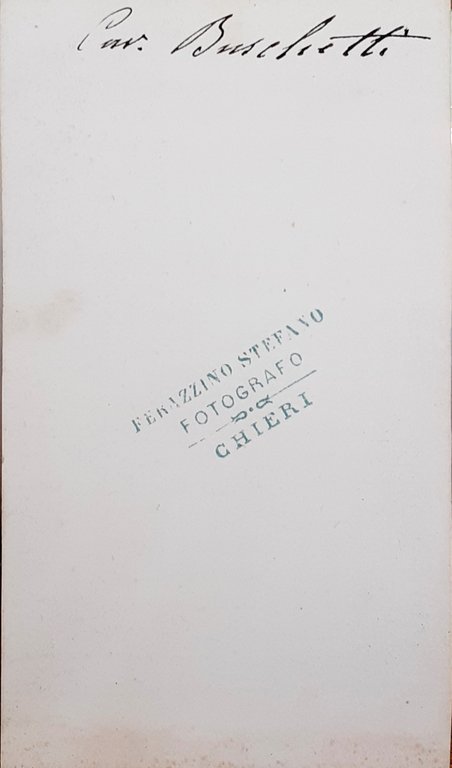 Cav. Buschetti
FERAZZINO STEFANO
FOTOGRAFO
CHIERI